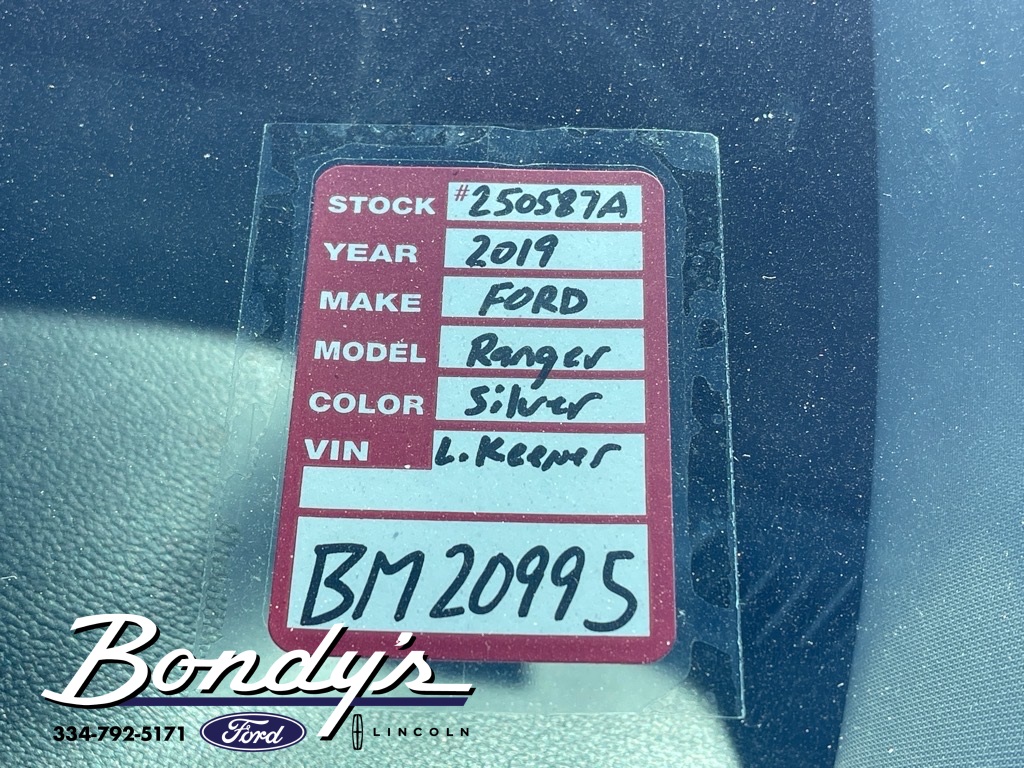 STOCK #250587A
YEAR 2019
MAKE FORD
MODEL Ranger
COLOR Silver
VIN L. Keener
BM20995
Bondy's
334-792-5171 Ford LINCOLN